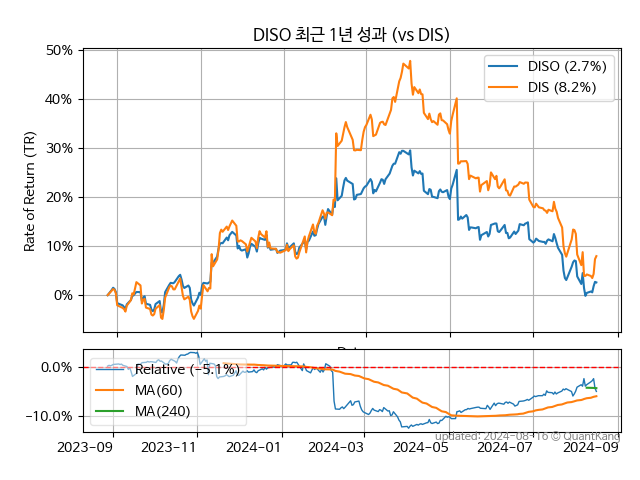 DISO 최근 1년 성과 (vs DIS)
50%
40%
30%
20%
10%
0%
Rate of Return (TR)
DISO (2.7%)
DIS (8.2%)
0.0%
−10.0%
Relative (−5.1%)
MA(60)
MA(240)
2023-09
2023-11
2024-01
2024-03
2024-05
2024-07
2024-09
updated: 2024-08-16 © QuantKang